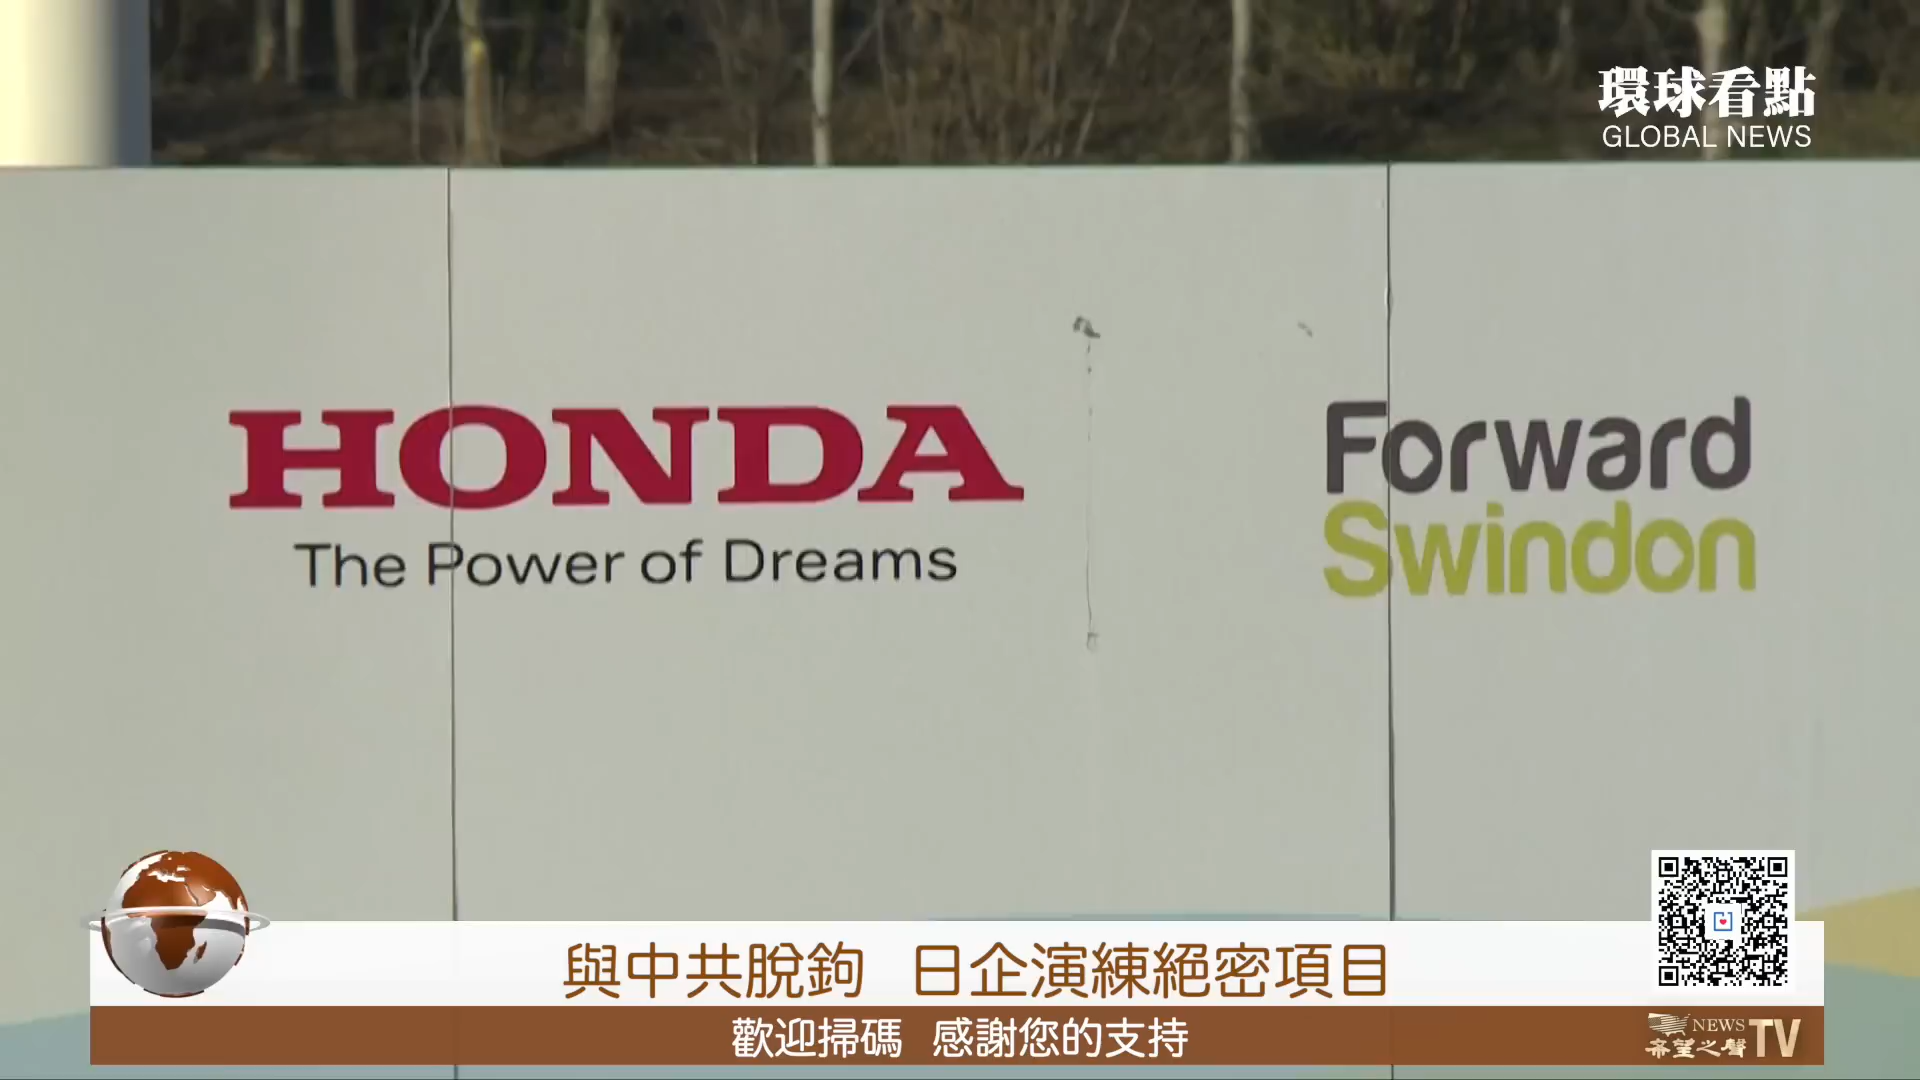 環球看點
GLOBAL NEWS
HONDA
The Power of Dreams
Forward
Swindon
與中共脫鉤 日企演練絕密項目
歡迎掃碼 感謝您的支持
NEWS
希望之聲 TV